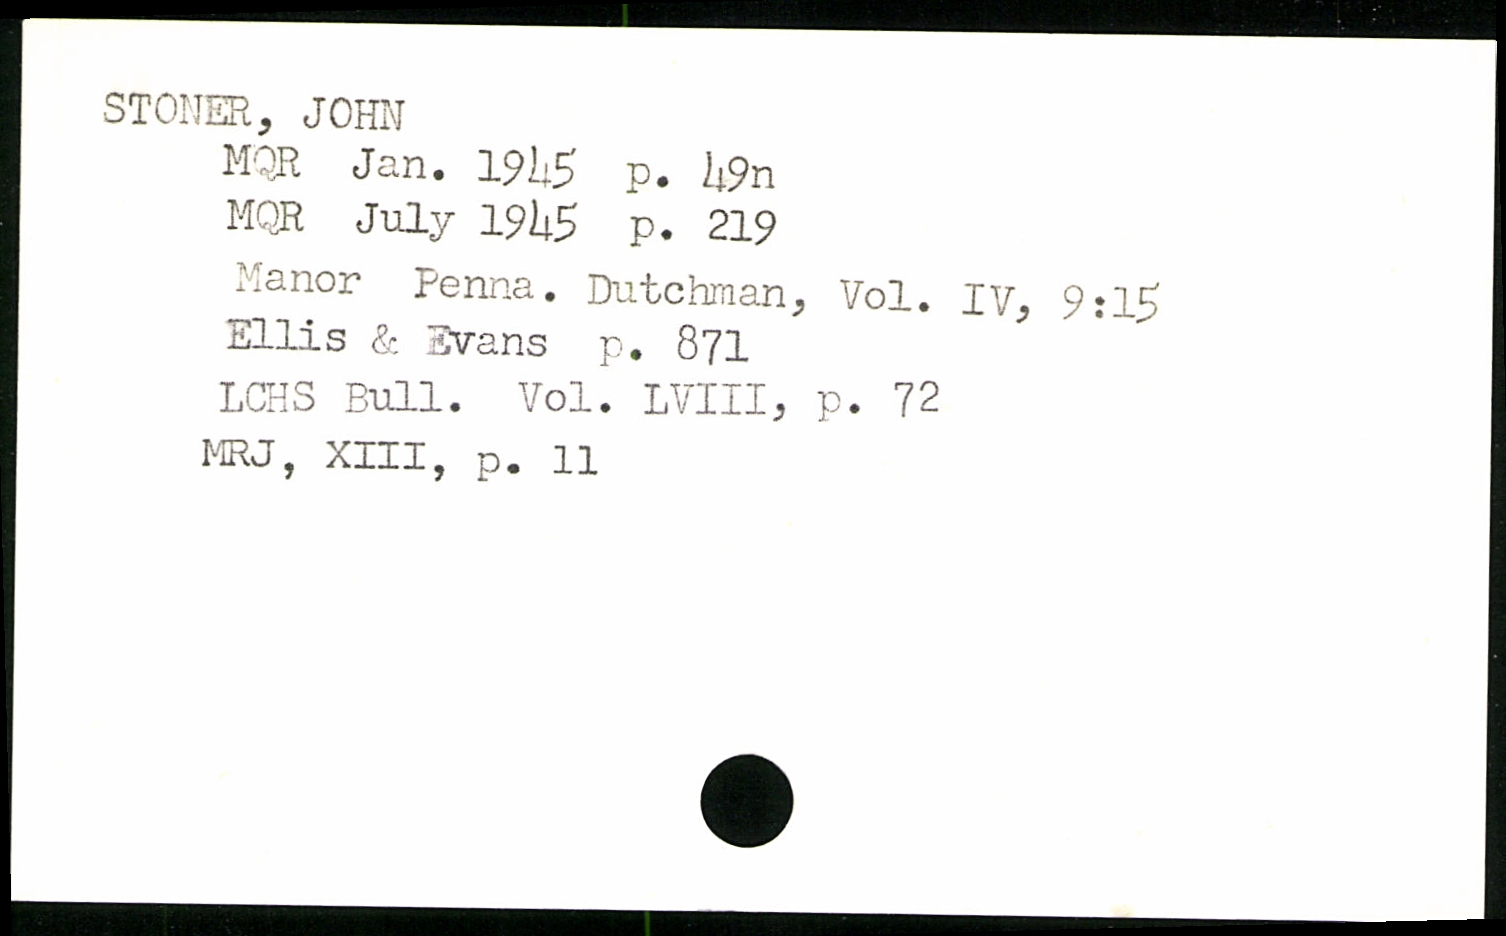 STONER, JOHN
MQR Jan. 1945 p. 49n
MQR July 1945 p. 219
Manor Penna. Dutchman, Vol. IV, 9:15
Ellis & Evans p. 871
LCHS Bull. Vol. LVIII, p. 72
MRJ, XIII, p. 11